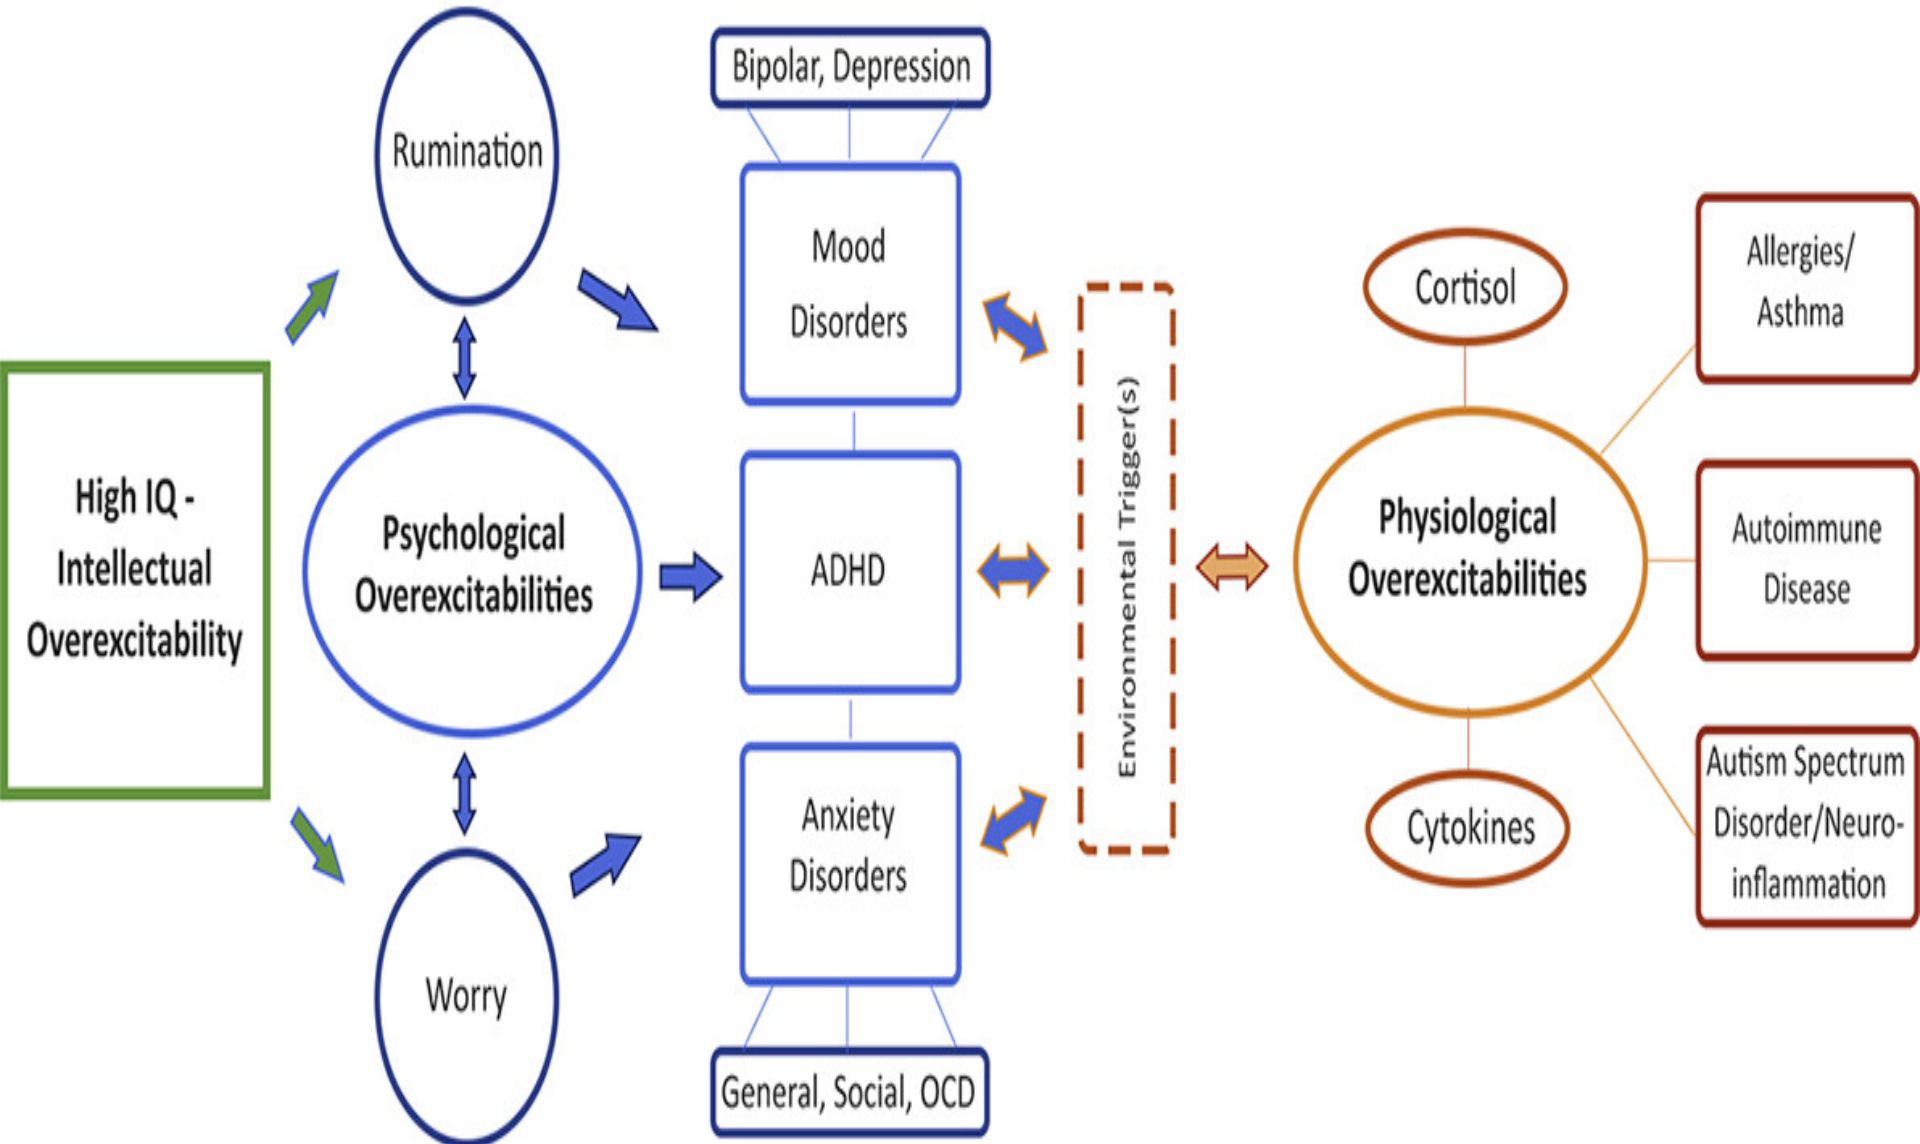 High IQ -
Intellectual
Overexcitability
Rumination
Psychological
Overexcitabilities
Worry
Bipolar, Depression
Mood
Disorders
ADHD
Anxiety
Disorders
General, Social, OCD
Environmental Trigger(s)
Cortisol
Physiological
Overexcitabilities
Cytokines
Allergies/
Asthma
Autoimmune
Disease
Autism Spectrum
Disorder/Neuro-
inflammation